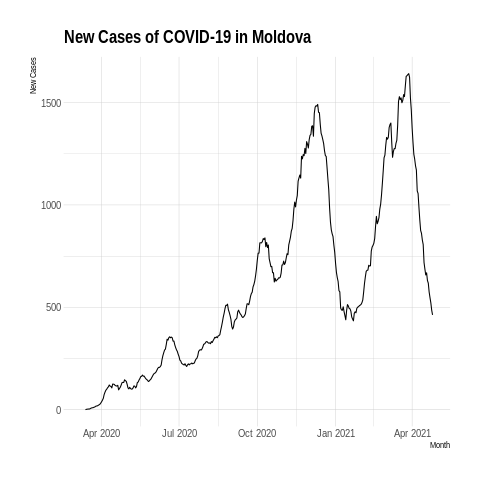 New Cases of COVID-19 in Moldova
New Cases
1500
1000
500
0
Apr 2020 Jul 2020 Oct 2020 Jan 2021 Apr 2021
Month